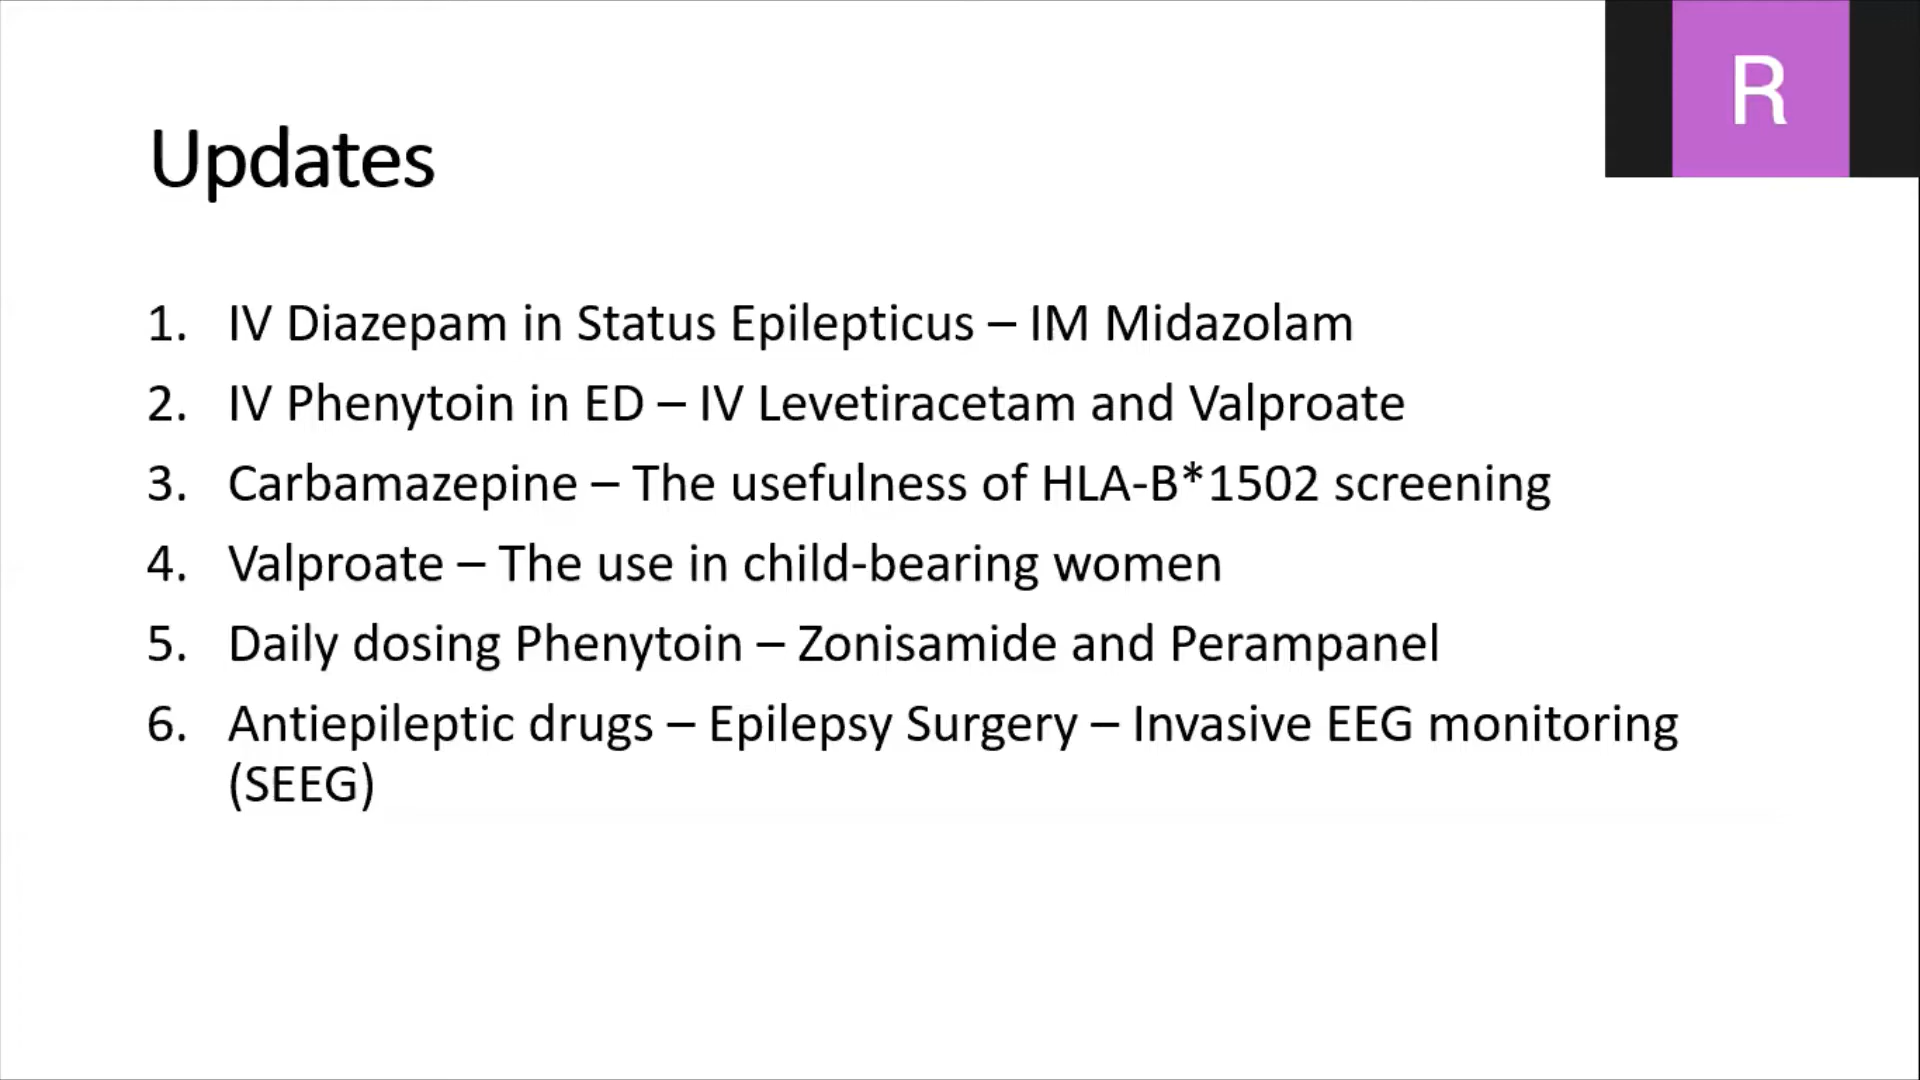 R
Updates
1. IV Diazepam in Status Epilepticus – IM Midazolam
2. IV Phenytoin in ED – IV Levetiracetam and Valproate
3. Carbamazepine – The usefulness of HLA-B*1502 screening
4. Valproate – The use in child-bearing women
5. Daily dosing Phenytoin – Zonisamide and Perampanel
6. Antiepileptic drugs – Epilepsy Surgery – Invasive EEG monitoring
(SEEG)